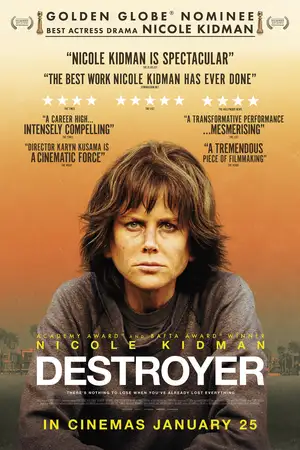 GOLDEN GLOBE® NOMINEE
BEST ACTRESS DRAMA NICOLE KIDMAN
"NICOLE KIDMAN IS SPECTACULAR"
"THE BEST WORK NICOLE KIDMAN HAS EVER DONE"
"A CAREER HIGH...
INTENSELY COMPELLING"
"A TRANSFORMATIVE PERFORMANCE
...MESMERISING"
"DIRECTOR KARYN KUSAMA IS
A CINEMATIC FORCE"
"A TREMENDOUS
PIECE OF FILMMAKING"
ACADEMY AWARD® AND BAFTA AWARD® WINNER
NICOLE KIDMAN
DESTROYER
THERE'S NOTHING TO LOSE WHEN YOU'VE ALREADY LOST EVERYTHING
IN CINEMAS JANUARY 25